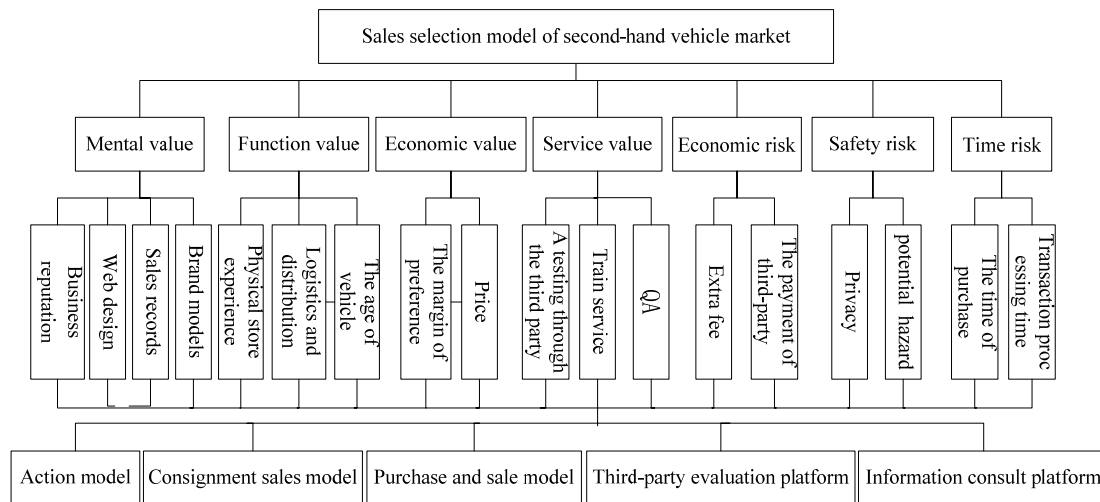 Sales selection model of second-hand vehicle market
Mental value
Function value
Economic value
Service value
Economic risk
Safety risk
Time risk
Business
reputation
Web design
Sales records
Brand models
Physical store
experience
Logistics and
distribution
The age of
vehicle
The margin of
preference
Price
A testing through
the third party
Train service
QA
Extra fee
The payment of
third-party
Privacy
potential hazard
The time of
purchase
Transaction proc
essing time
Action model
Consignment sales model
Purchase and sale model
Third-party evaluation platform
Information consult platform